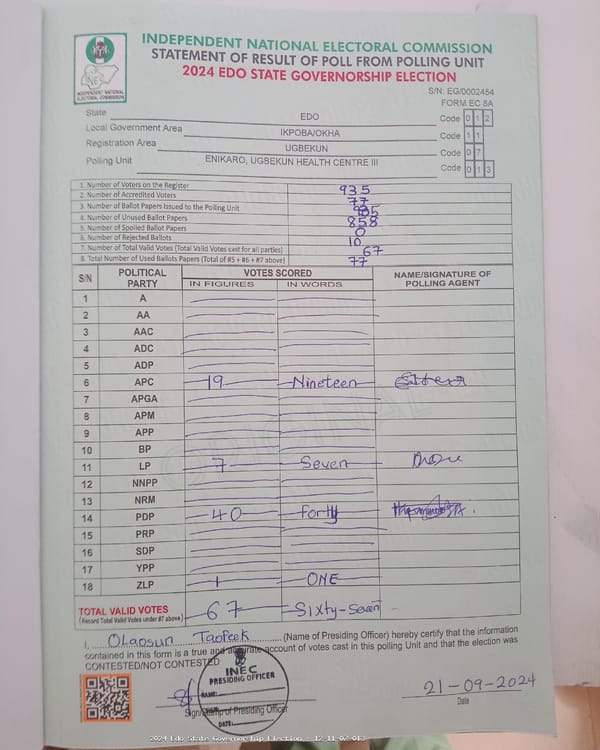 INDEPENDENT NATIONAL ELECTORAL COMMISSION
STATEMENT OF RESULT OF POLL FROM POLLING UNIT
2024 EDO STATE GOVERNORSHIP ELECTION
INEC
INDEPENDENT NATIONAL
ELECTORAL COMMISSION
S/N: EG/0002454
FORM EC 8A
State EDO Code 0 1 2
Local Government Area IKPOBA/OKHA Code 1 1
Registration Area UGBEKUN Code 0 7
Polling Unit ENIKARO, UGBEKUN HEALTH CENTRE III Code 0 1 3
1. Number of Voters on the Register 935
2. Number of Accredited Voters 77
3. Number of Ballot Papers Issued to the Polling Unit
4. Number of Unused Ballot Papers 858
5. Number of Spoiled Ballot Papers 0
6. Number of Rejected Ballots 10
7. Number of Total Valid Votes (Total Valid Votes cast for all parties) 67
8. Total Number of Used Ballots Papers (Total of #5 + #6 + #7 above) 77
S/N POLITICAL PARTY VOTES SCORED NAME/SIGNATURE OF POLLING AGENT
IN FIGURES IN WORDS
1 A
2 AA
3 AAC
4 ADC
5 ADP
6 APC 19 Nineteen
7 APGA
8 APM
9 APP
10 BP
11 LP 7 Seven
12 NNPP
13 NRM
14 PDP 40 forty
15 PRP
16 SDP
17 YPP
18 ZLP 1 ONE
TOTAL VALID VOTES 67 Sixty-Seven
(Record Total Valid Votes under #7 above)
I, Olaosun Taofeek (Name of Presiding Officer) hereby certify that the information
contained in this form is a true and accurate account of votes cast in this polling Unit and that the election was
CONTESTED/NOT CONTESTED
INEC
PRESIDING OFFICER
NAME:
SIGN:
DATE:
Sign/Stamp of Presiding Officer
21-09-2024
Date
2024 Edo State Governorship Election - 12-11-07-013